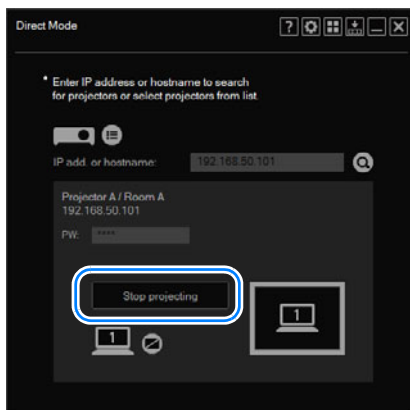 Direct Mode
* Enter IP address or hostname to search
for projectors or select projectors from list.
IP add. or hostname: 192.168.50.101
Projector A / Room A
192.168.50.101
PW: ****
Stop projecting
1
1